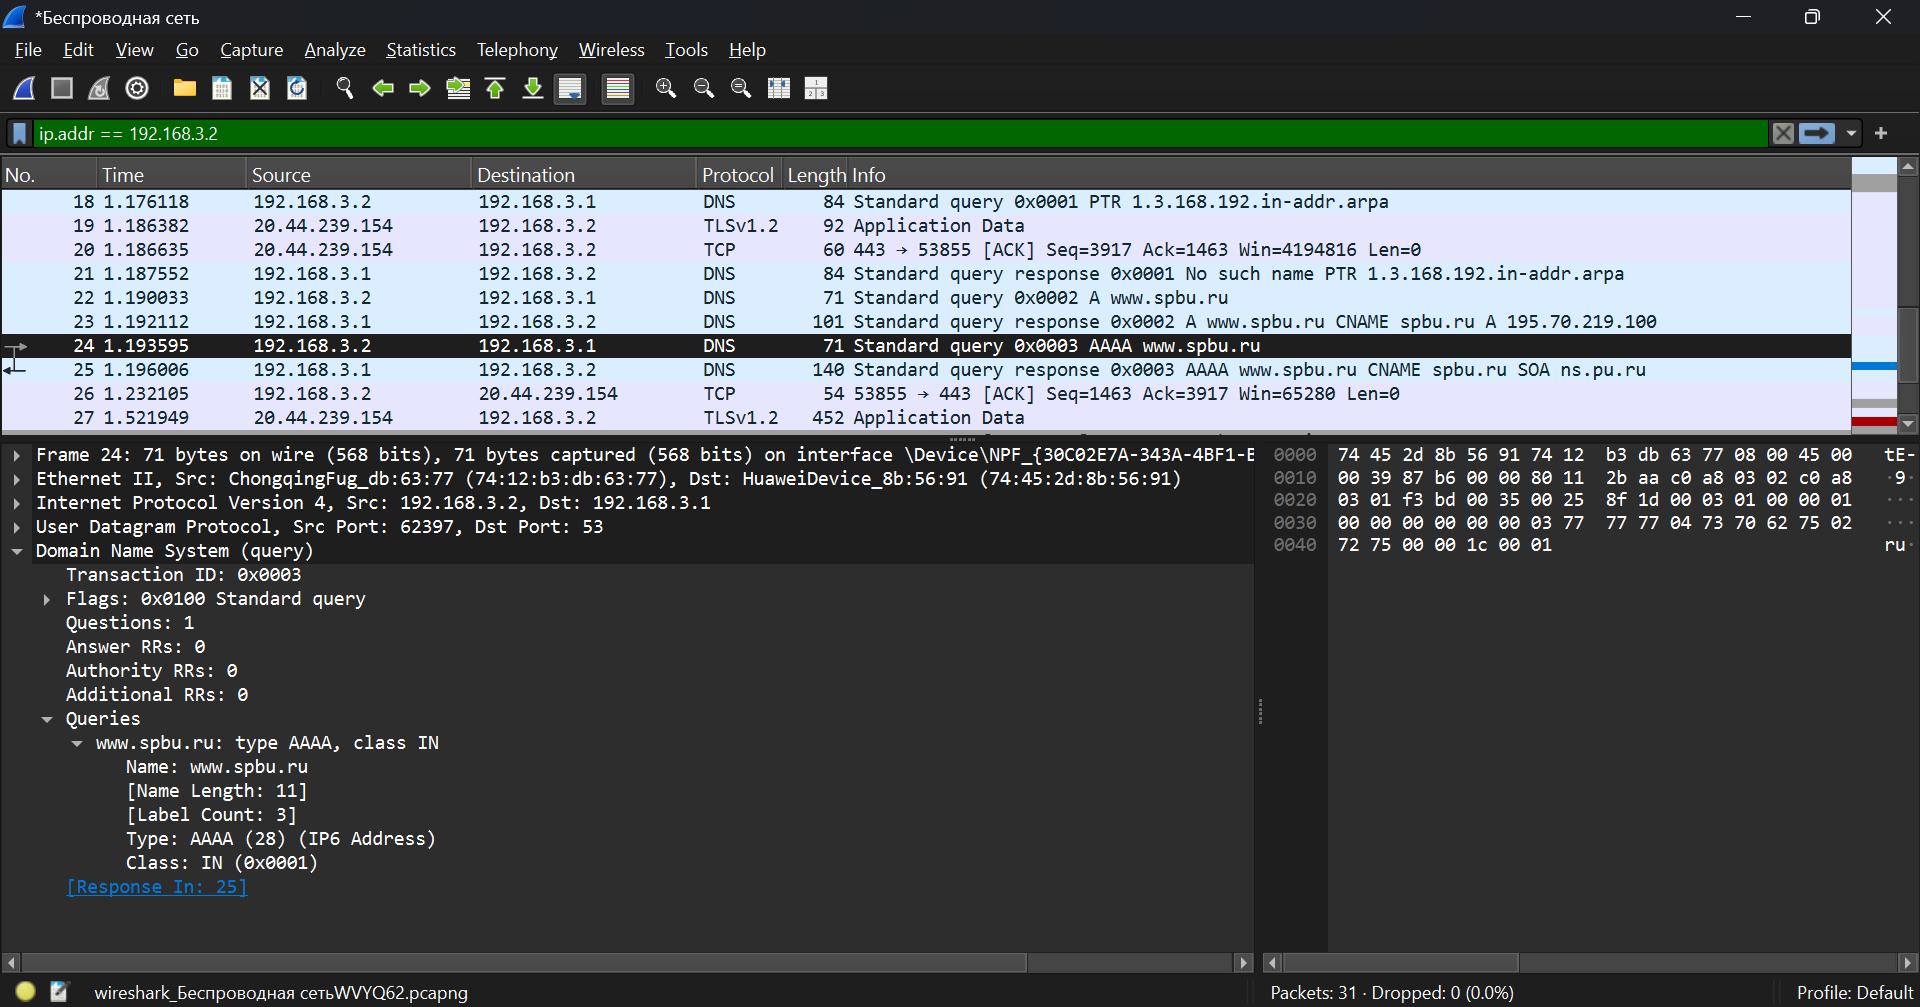 *Беспроводная сеть
File Edit View Go Capture Analyze Statistics Telephony Wireless Tools Help
ip.addr == 192.168.3.2
No. Time Source Destination Protocol Length Info
18 1.176118 192.168.3.2 192.168.3.1 DNS 84 Standard query 0x0001 PTR 1.3.168.192.in-addr.arpa
19 1.186382 20.44.239.154 192.168.3.2 TLSv1.2 92 Application Data
20 1.186635 20.44.239.154 192.168.3.2 TCP 60 443 → 53855 [ACK] Seq=3917 Ack=1463 Win=4194816 Len=0
21 1.187552 192.168.3.1 192.168.3.2 DNS 84 Standard query response 0x0001 No such name PTR 1.3.168.192.in-addr.arpa
22 1.190033 192.168.3.2 192.168.3.1 DNS 71 Standard query 0x0002 A www.spbu.ru
23 1.192112 192.168.3.1 192.168.3.2 DNS 101 Standard query response 0x0002 A www.spbu.ru CNAME spbu.ru A 195.70.219.100
24 1.193595 192.168.3.2 192.168.3.1 DNS 71 Standard query 0x0003 AAAA www.spbu.ru
25 1.196006 192.168.3.1 192.168.3.2 DNS 140 Standard query response 0x0003 AAAA www.spbu.ru CNAME spbu.ru SOA ns.pu.ru
26 1.232105 192.168.3.2 20.44.239.154 TCP 54 53855 → 443 [ACK] Seq=1463 Ack=3917 Win=65280 Len=0
27 1.521949 20.44.239.154 192.168.3.2 TLSv1.2 452 Application Data
Frame 24: 71 bytes on wire (568 bits), 71 bytes captured (568 bits) on interface \Device\NPF_{30C02E7A-343A-4BF1-E
Ethernet II, Src: ChongqingFug_db:63:77 (74:12:b3:db:63:77), Dst: HuaweiDevice_8b:56:91 (74:45:2d:8b:56:91)
Internet Protocol Version 4, Src: 192.168.3.2, Dst: 192.168.3.1
User Datagram Protocol, Src Port: 62397, Dst Port: 53
Domain Name System (query)
Transaction ID: 0x0003
Flags: 0x0100 Standard query
Questions: 1
Answer RRs: 0
Authority RRs: 0
Additional RRs: 0
Queries
www.spbu.ru: type AAAA, class IN
Name: www.spbu.ru
[Name Length: 11]
[Label Count: 3]
Type: AAAA (28) (IP6 Address)
Class: IN (0x0001)
[Response In: 25]
0000 74 45 2d 8b 56 91 74 12 b3 db 63 77 08 00 45 00 tE-
0010 00 39 87 b6 00 00 80 11 2b aa c0 a8 03 02 c0 a8 ·9·
0020 03 01 f3 bd 00 35 00 25 8f 1d 00 03 01 00 00 01 ···
0030 00 00 00 00 00 00 03 77 77 77 04 73 70 62 75 02 ···
0040 72 75 00 00 1c 00 01 ru·
wireshark_Беспроводная сетьWVYQ62.pcapng
Packets: 31 · Dropped: 0 (0.0%)
Profile: Default